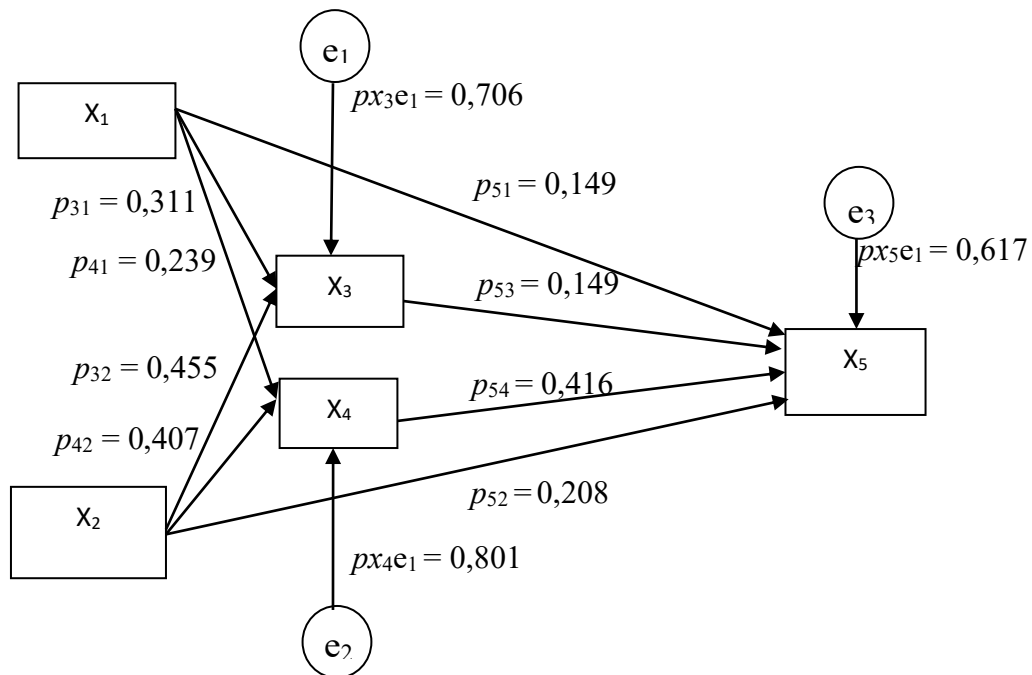 e₁
px₃e₁ = 0,706
X₁
p₃₁ = 0,311
p₅₁ = 0,149
e₃
p₄₁ = 0,239
px₅e₁ = 0,617
X₃
p₅₃ = 0,149
X₅
p₃₂ = 0,455
X₄
p₅₄ = 0,416
p₄₂ = 0,407
X₂
p₅₂ = 0,208
px₄e₁ = 0,801
e₂